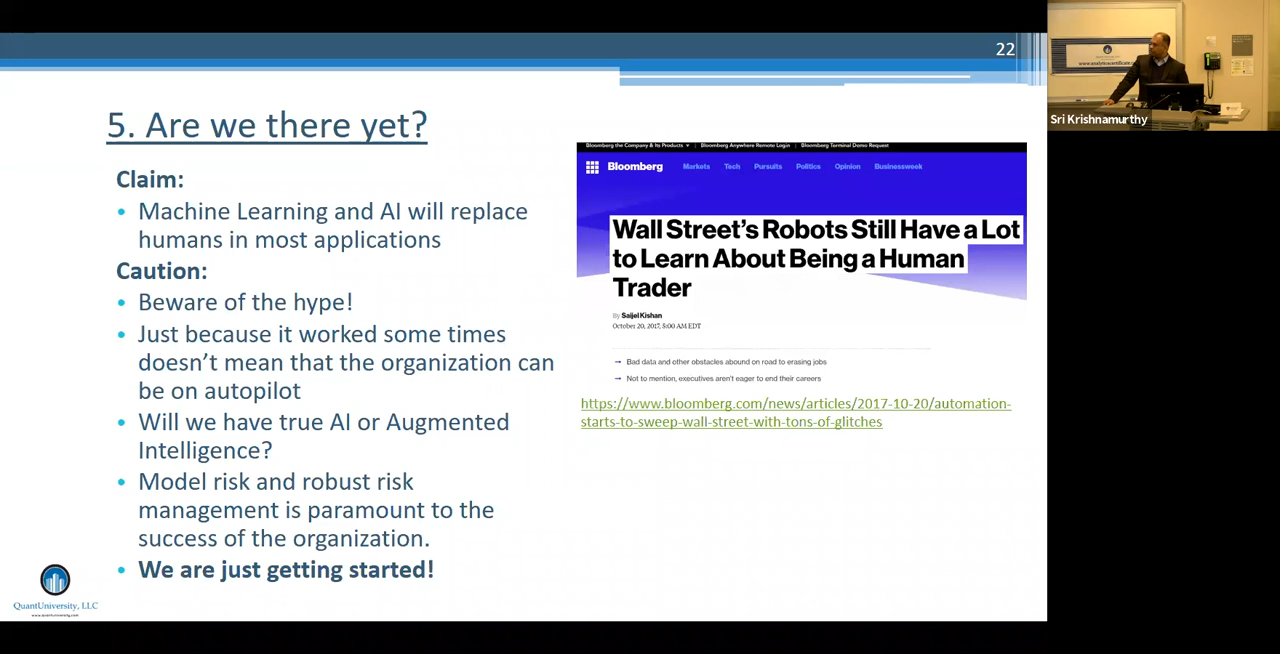 22
5. Are we there yet?
Claim:
• Machine Learning and AI will replace
humans in most applications
Caution:
• Beware of the hype!
• Just because it worked some times
doesn’t mean that the organization can
be on autopilot
• Will we have true AI or Augmented
Intelligence?
• Model risk and robust risk
management is paramount to the
success of the organization.
• We are just getting started!
QuantUniversity, LLC
www.quantuniversity.com
Bloomberg the Company & Its Products ▾ | Bloomberg Anywhere Remote Login | Bloomberg Terminal Demo Request
Bloomberg Markets Tech Pursuits Politics Opinion Businessweek
Wall Street’s Robots Still Have a Lot
to Learn About Being a Human
Trader
By Saijel Kishan
October 20, 2017, 5:00 AM EDT
→ Bad data and other obstacles abound on road to erasing jobs
→ Not to mention, executives aren't eager to end their careers
https://www.bloomberg.com/news/articles/2017-10-20/automation-
starts-to-sweep-wall-street-with-tons-of-glitches
Sri Krishnamurthy